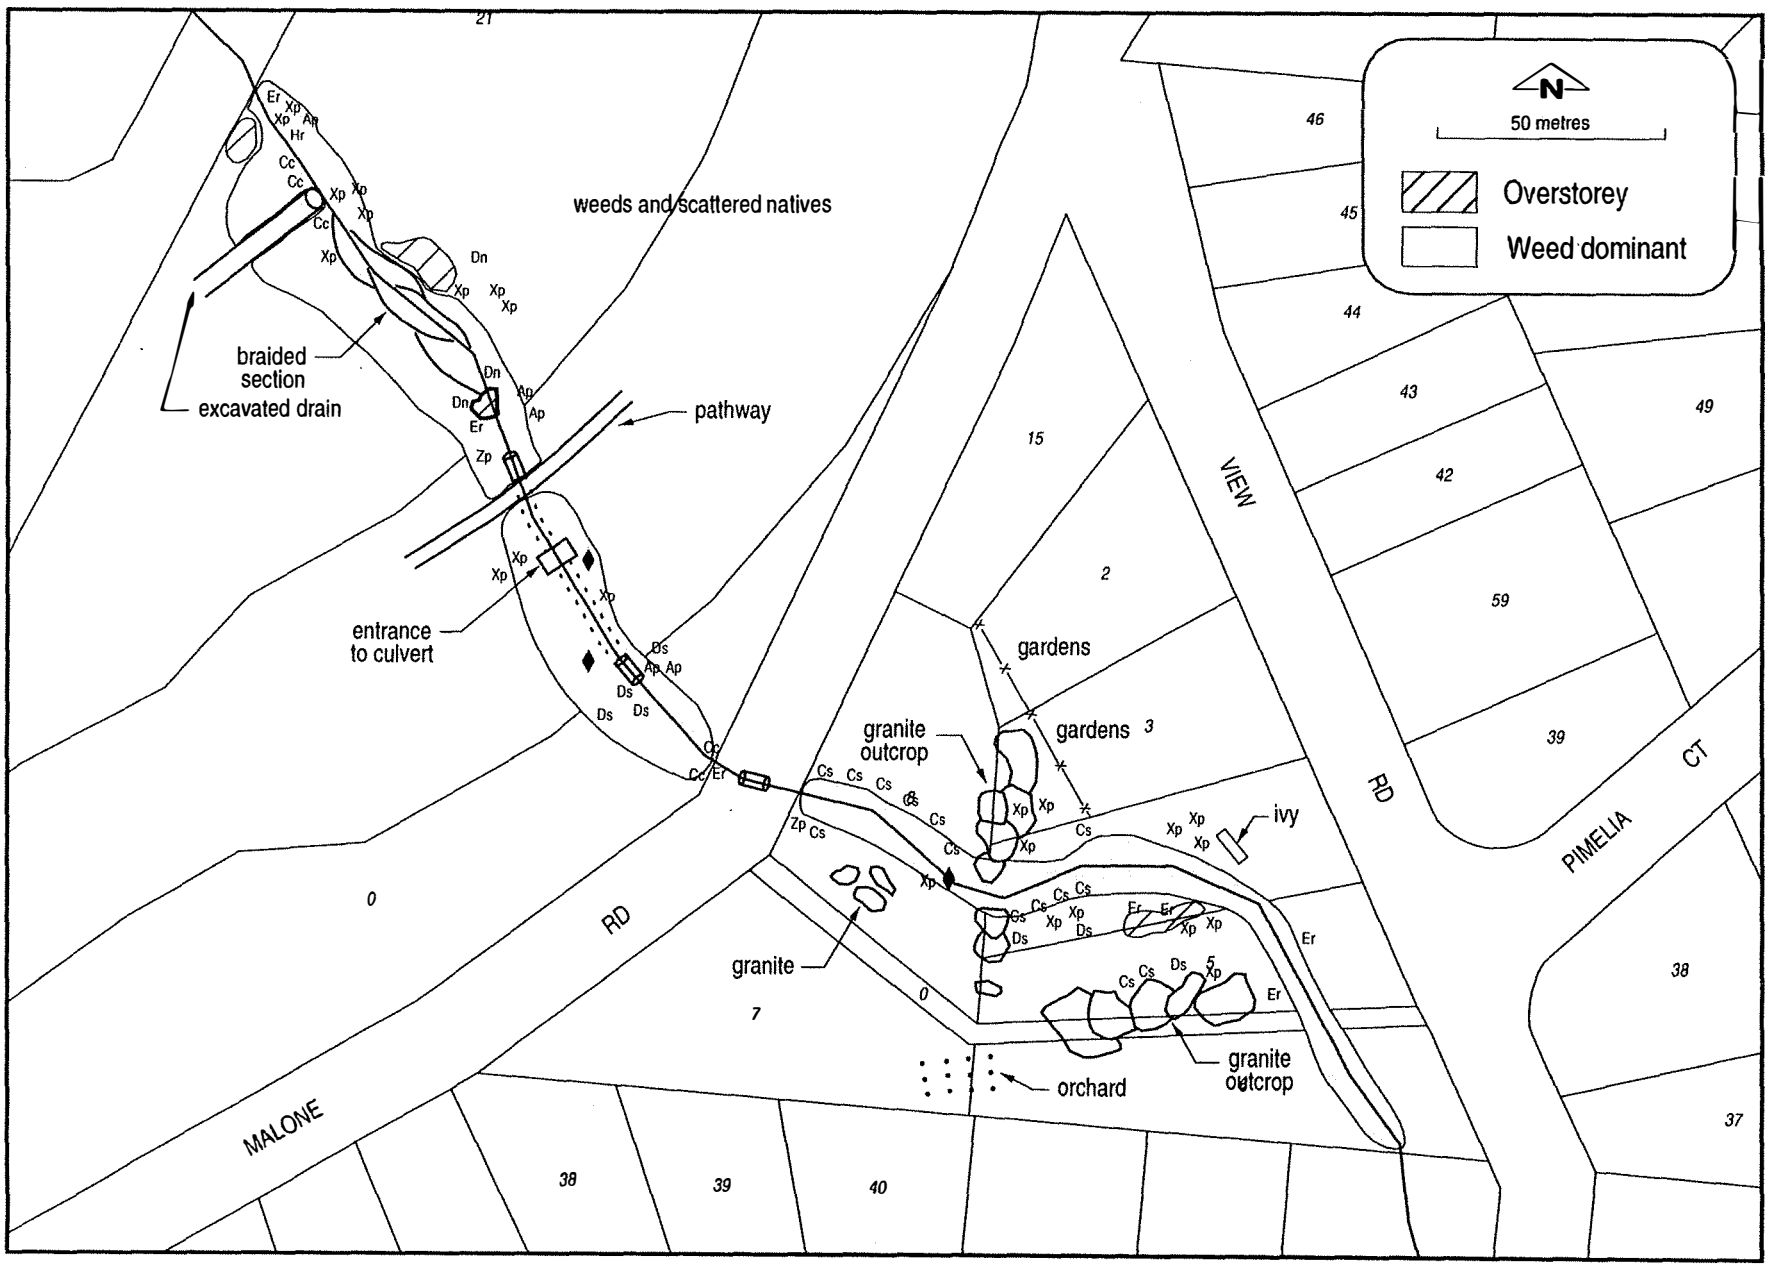 21
Er
Xp
Xp Ap
Hr
Cc
Cc
Xp Xp
Xp
Cc
Xp
weeds and scattered natives
N
50 metres
Overstorey
Weed dominant
46
45
44
43
42
49
59
39
38
37
Dn
Xp Xp
Xp
braided
section
excavated drain
Dn
Dn
Er
Ap
Ap
Zp
pathway
Xp
Xp
Xp
entrance
to culvert
Ds
Ap Ap
Ds
Ds Ds
Cc
Cc Er
15
2
3
VIEW
RD
PIMELIA
CT
gardens
gardens
granite
outcrop
Cs Cs Cs
Cs
8
Cs
Cs
Zp Cs
Xp
Xp Xp
Xp
Cs
Xp Xp
Xp
ivy
Cs Cs
Cs Cs
Xp Xp
Ds Ds
Er Er
Xp Xp
Er
granite
0
0
7
5
Cs Cs Ds Xp
Er
granite
outcrop
orchard
MALONE
RD
38
39
40